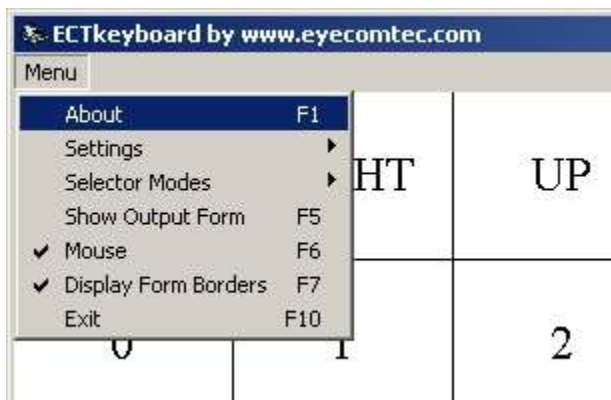 ECTkeyboard by www.eyecomtec.com
Menu
About F1
Settings
Selector Modes
Show Output Form F5
Mouse F6
Display Form Borders F7
Exit F10
HT UP
0 1 2